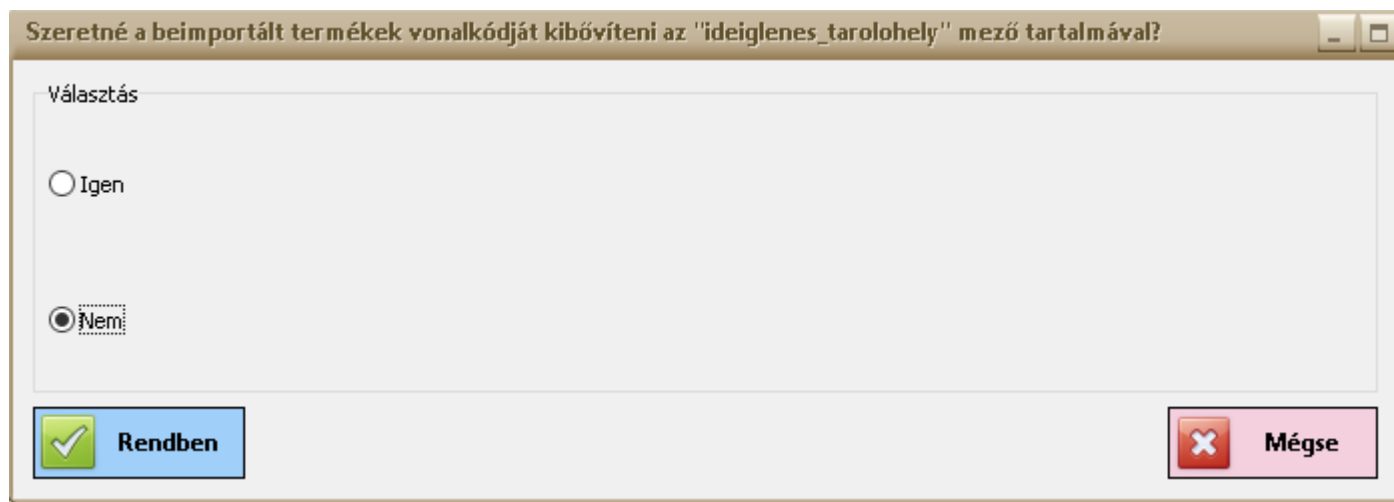 Szeretné a beimportált termékek vonalkódját kibővíteni az "ideiglenes_tarolohely" mező tartalmával?
Választás
Igen
Nem
Rendben
Mégse